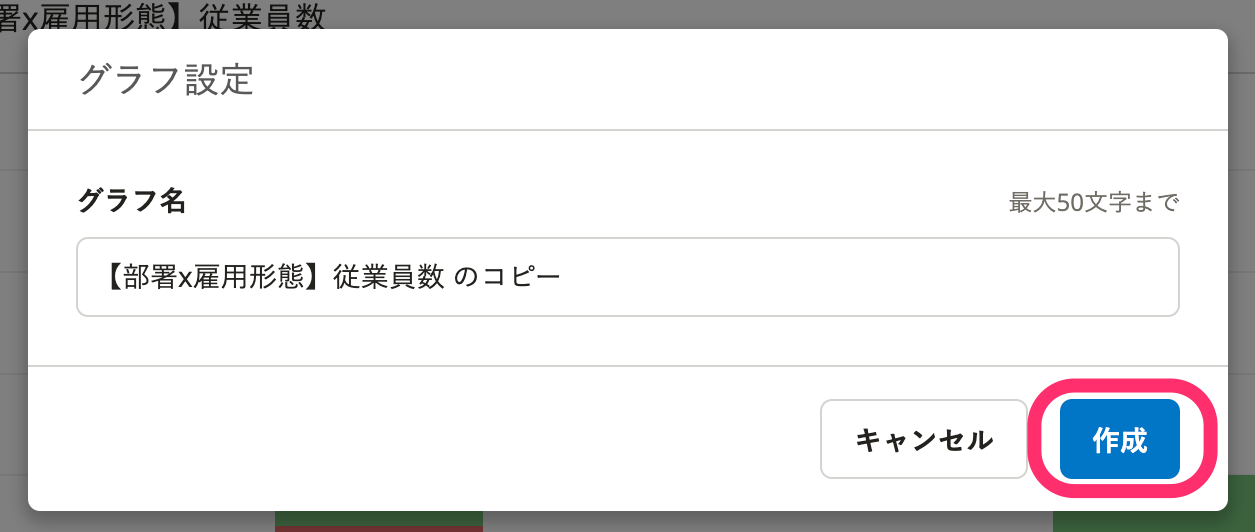 署x雇用形態】従業員数
グラフ設定
グラフ名
最大50文字まで
【部署x雇用形態】従業員数 のコピー
キャンセル
作成